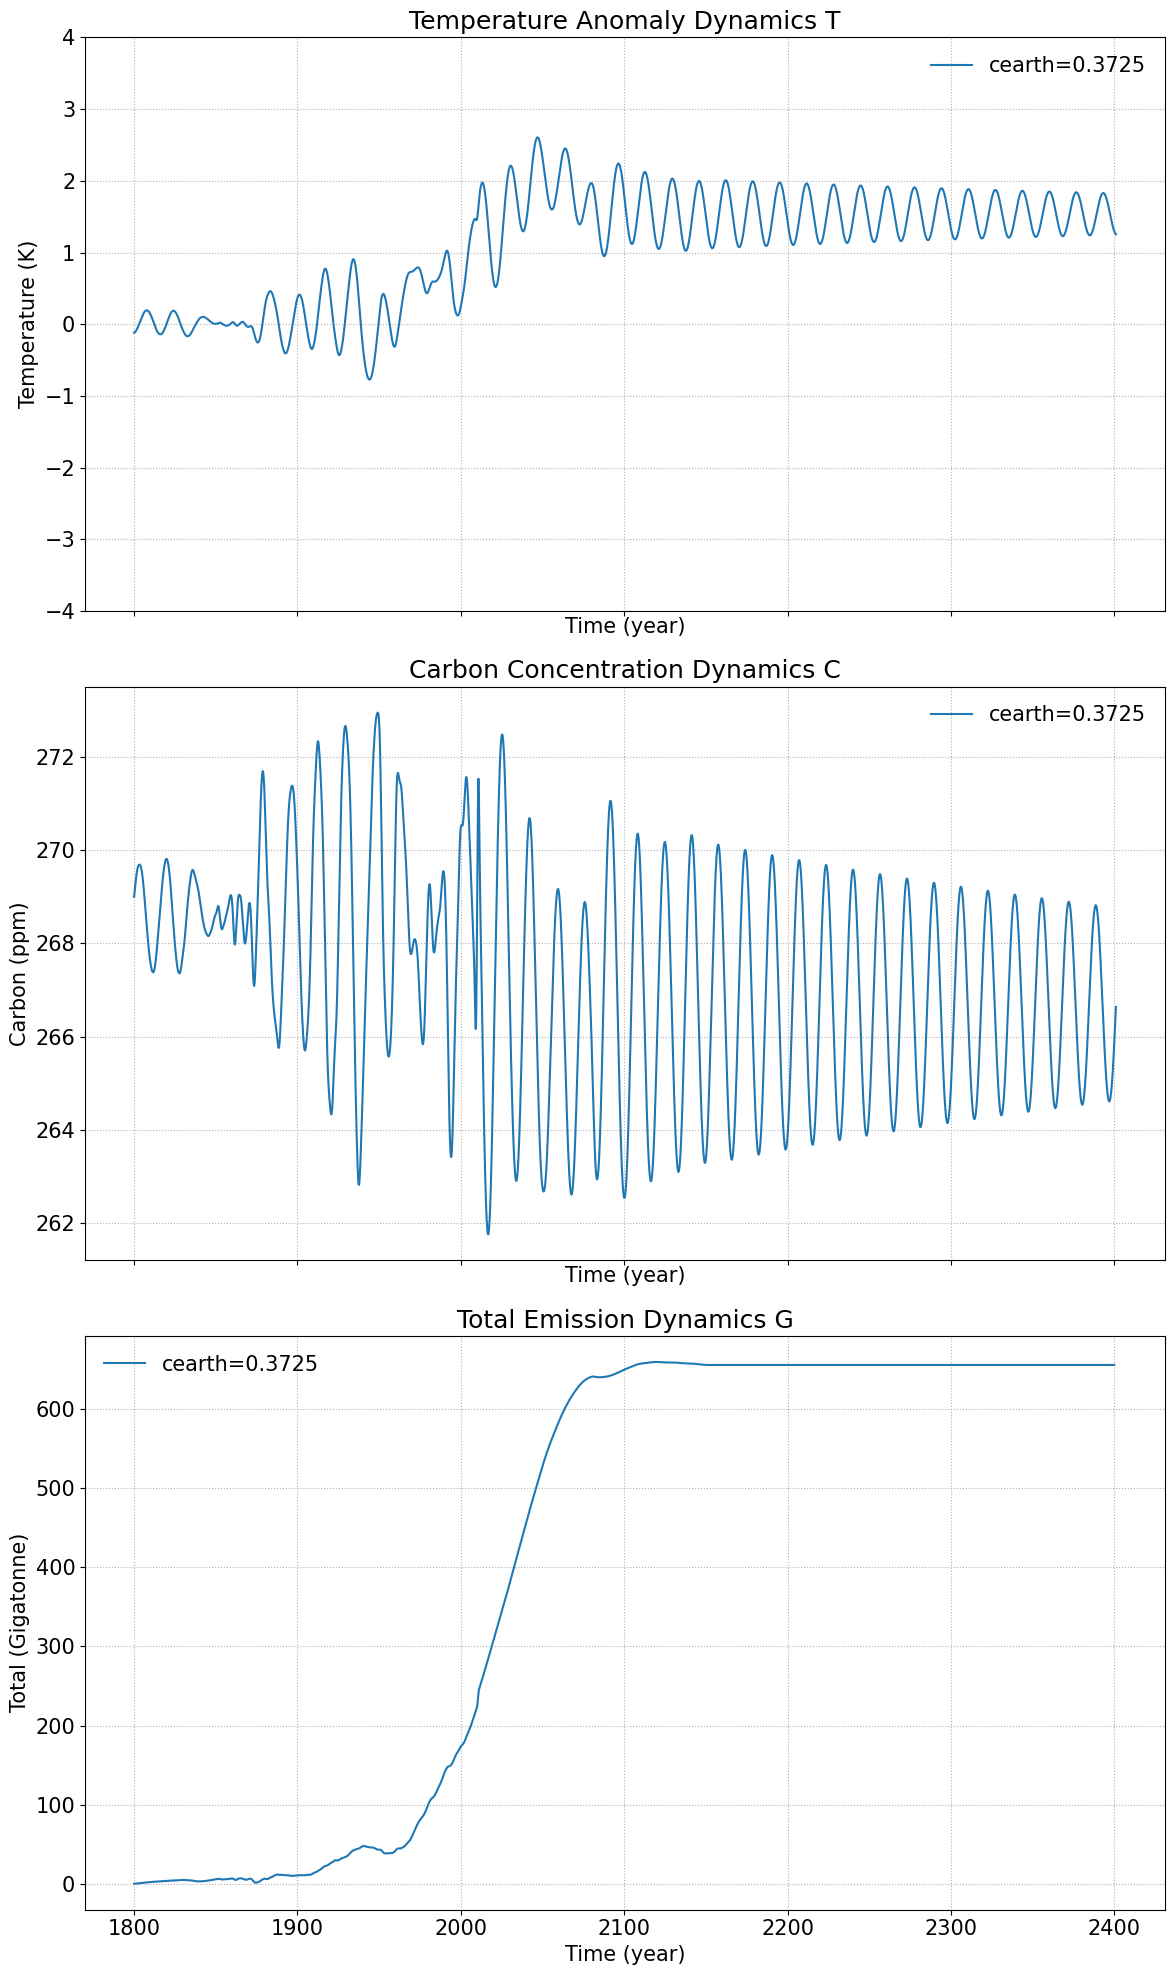 Temperature Anomaly Dynamics T
cearth=0.3725
4
3
2
1
0
−1
−2
−3
−4
Temperature (K)
Time (year)
Carbon Concentration Dynamics C
cearth=0.3725
272
270
268
266
264
262
Carbon (ppm)
Time (year)
Total Emission Dynamics G
cearth=0.3725
600
500
400
300
200
100
0
Total (Gigatonne)
1800 1900 2000 2100 2200 2300 2400
Time (year)